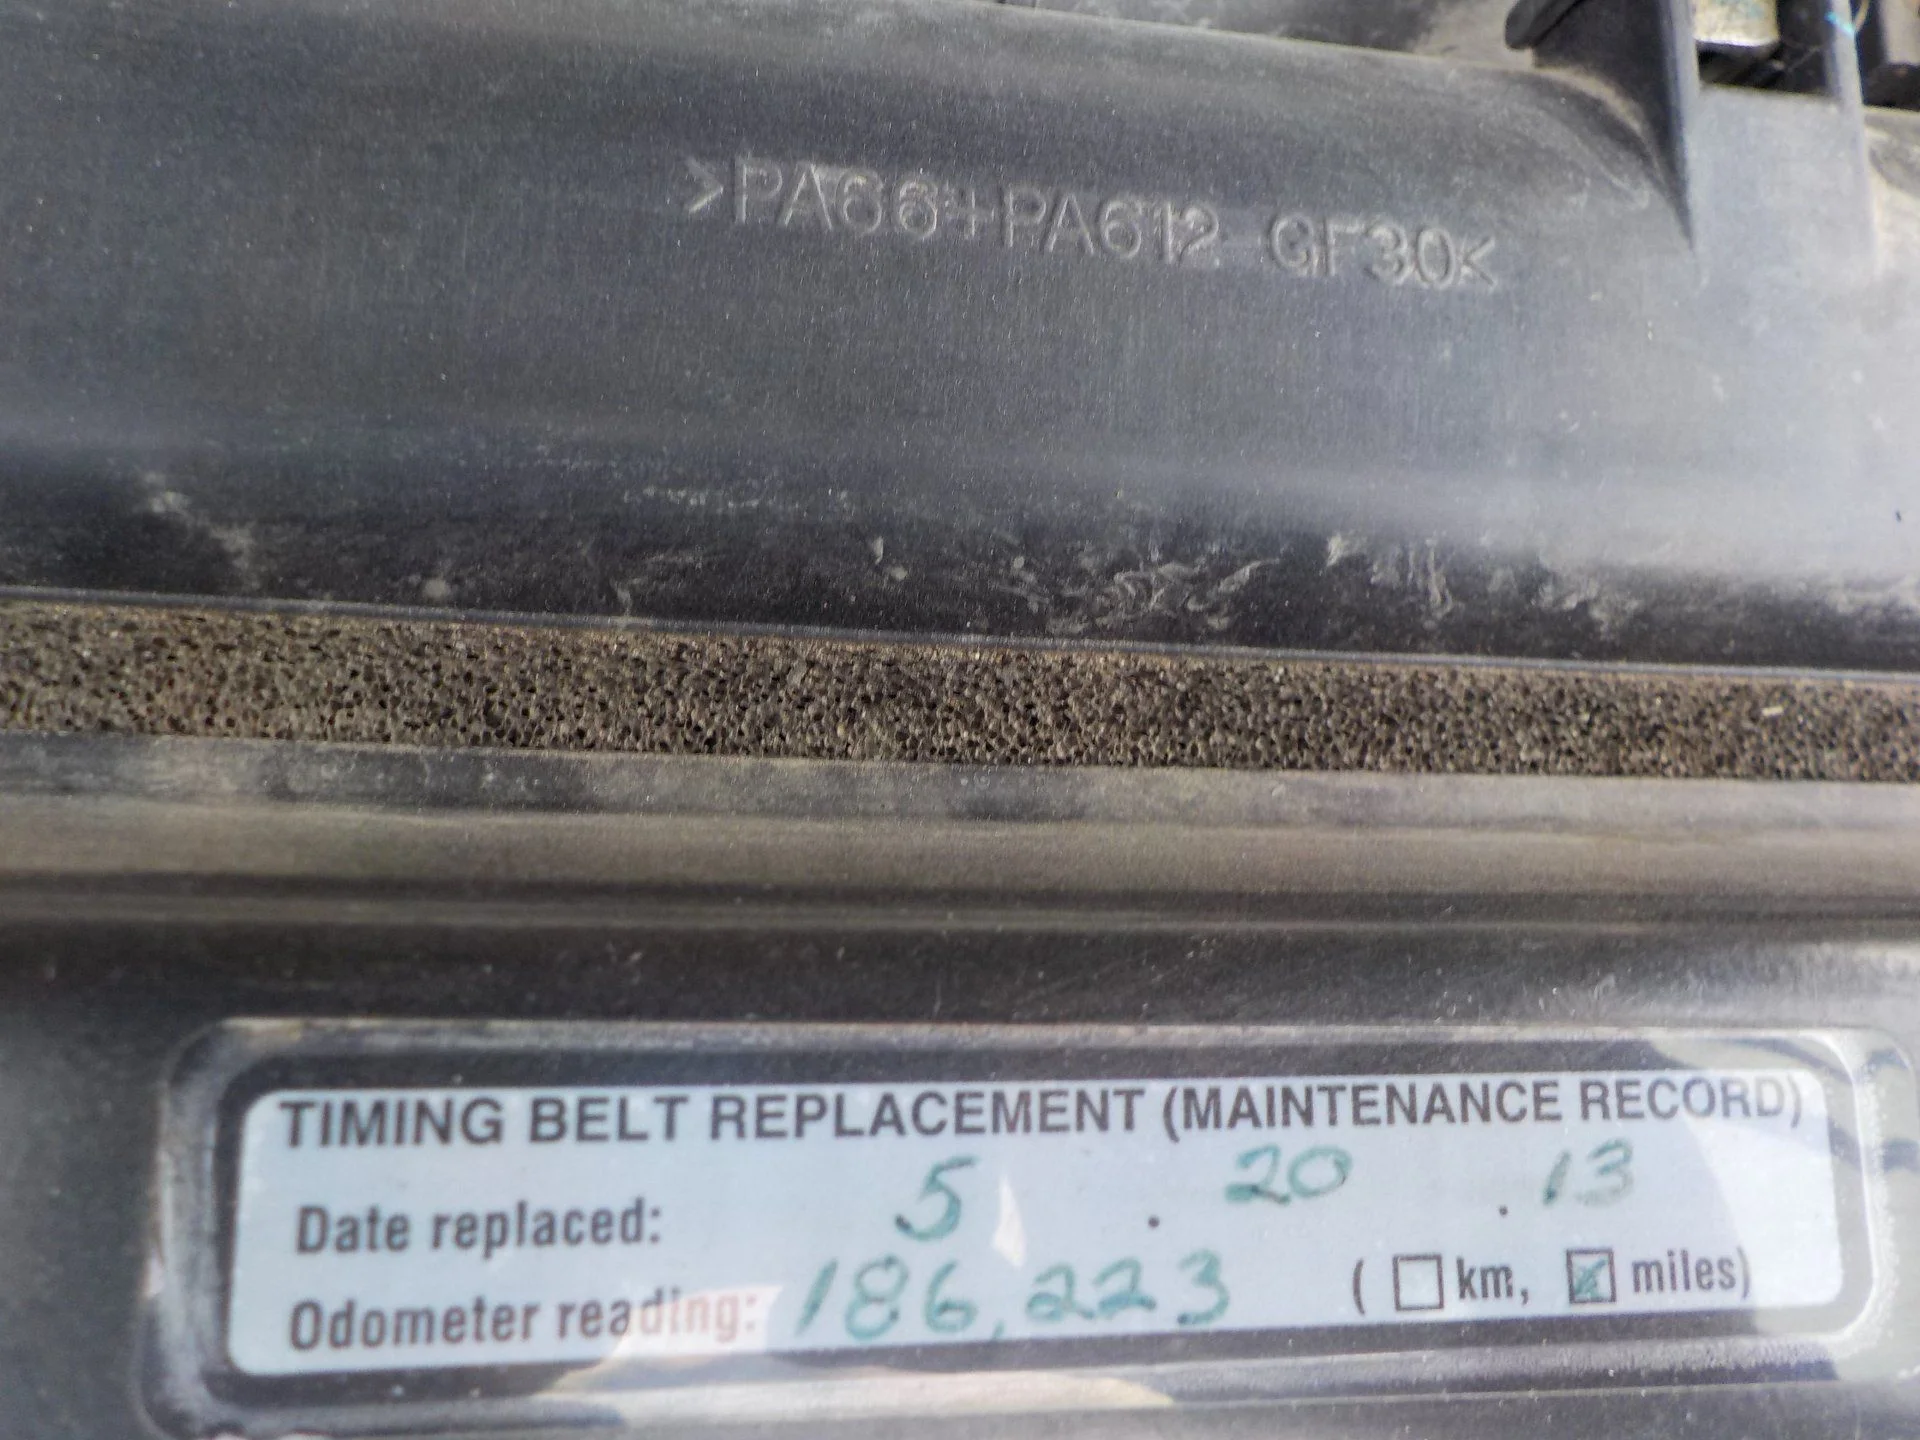 >PA66+PA612 GF30<
TIMING BELT REPLACEMENT (MAINTENANCE RECORD)
Date replaced: 5 . 20 . 13
Odometer reading: 186,223 ( km, miles)